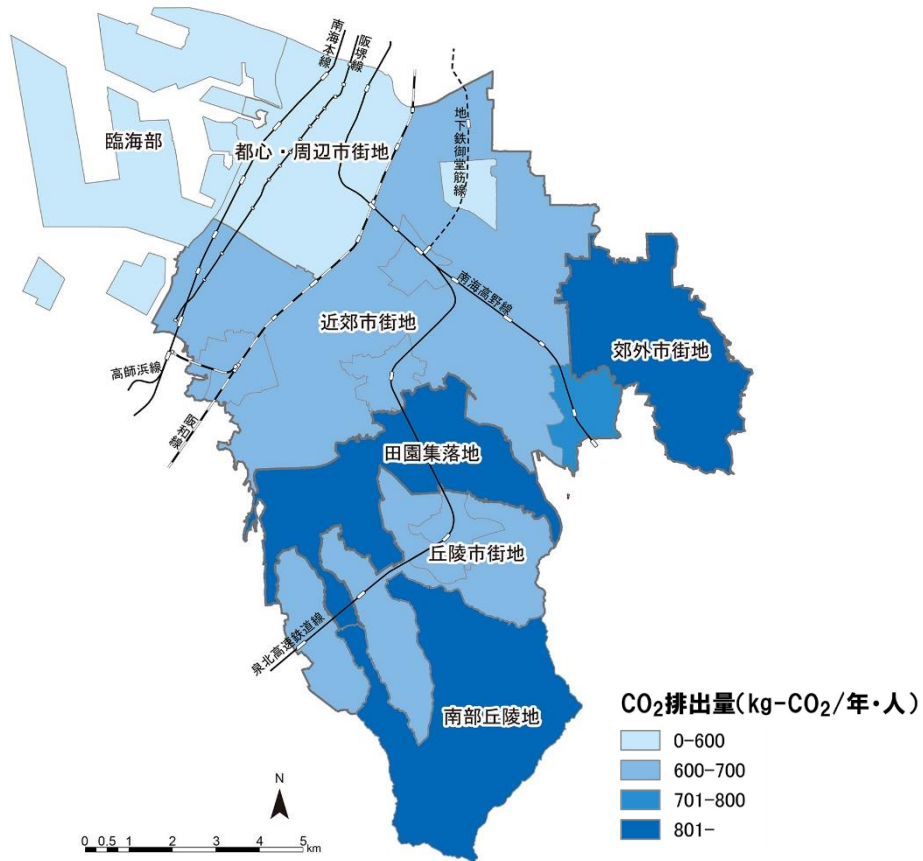 南海本線
阪堺線
地下鉄御堂筋線
臨海部
都心・周辺市街地
南海高野線
近郊市街地
郊外市街地
高師浜線
阪和線
田園集落地
丘陵市街地
泉北高速鉄道線
南部丘陵地
CO₂排出量(kg-CO₂/年・人)
0-600
600-700
701-800
801-
N
0 0.5 1 2 3 4 5
km